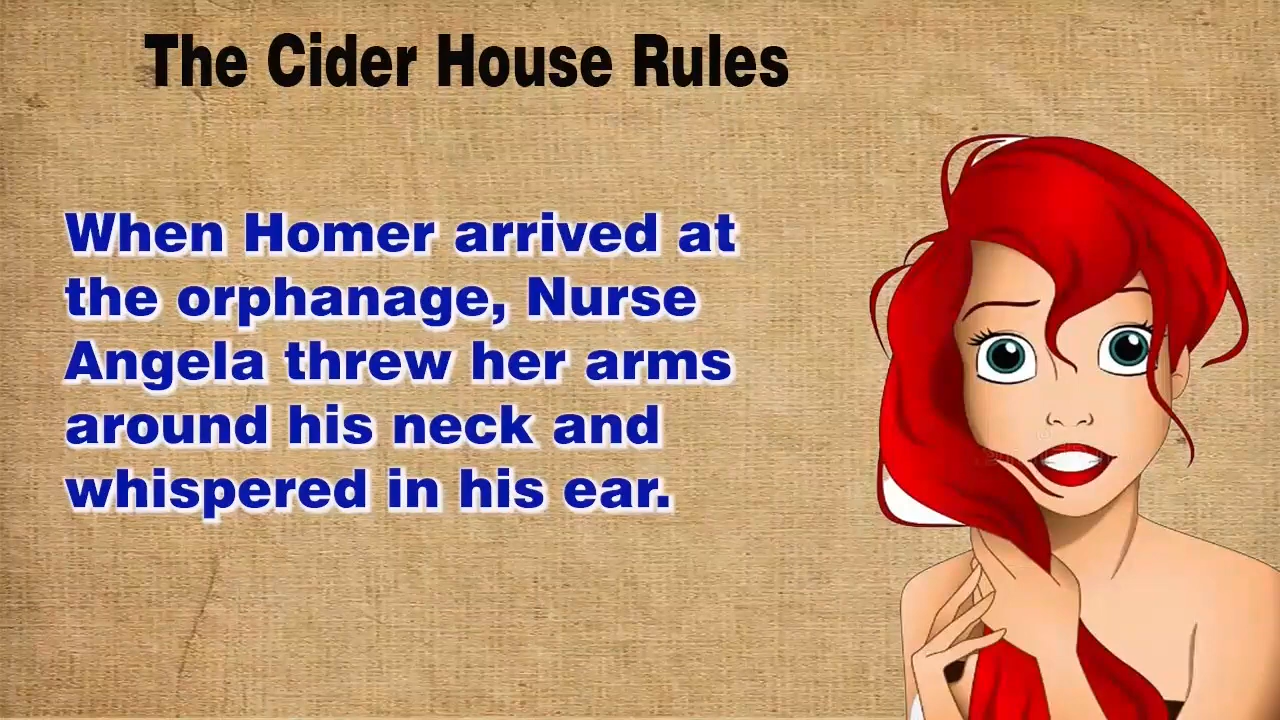 The Cider House Rules
When Homer arrived at
the orphanage, Nurse
Angela threw her arms
around his neck and
whispered in his ear.